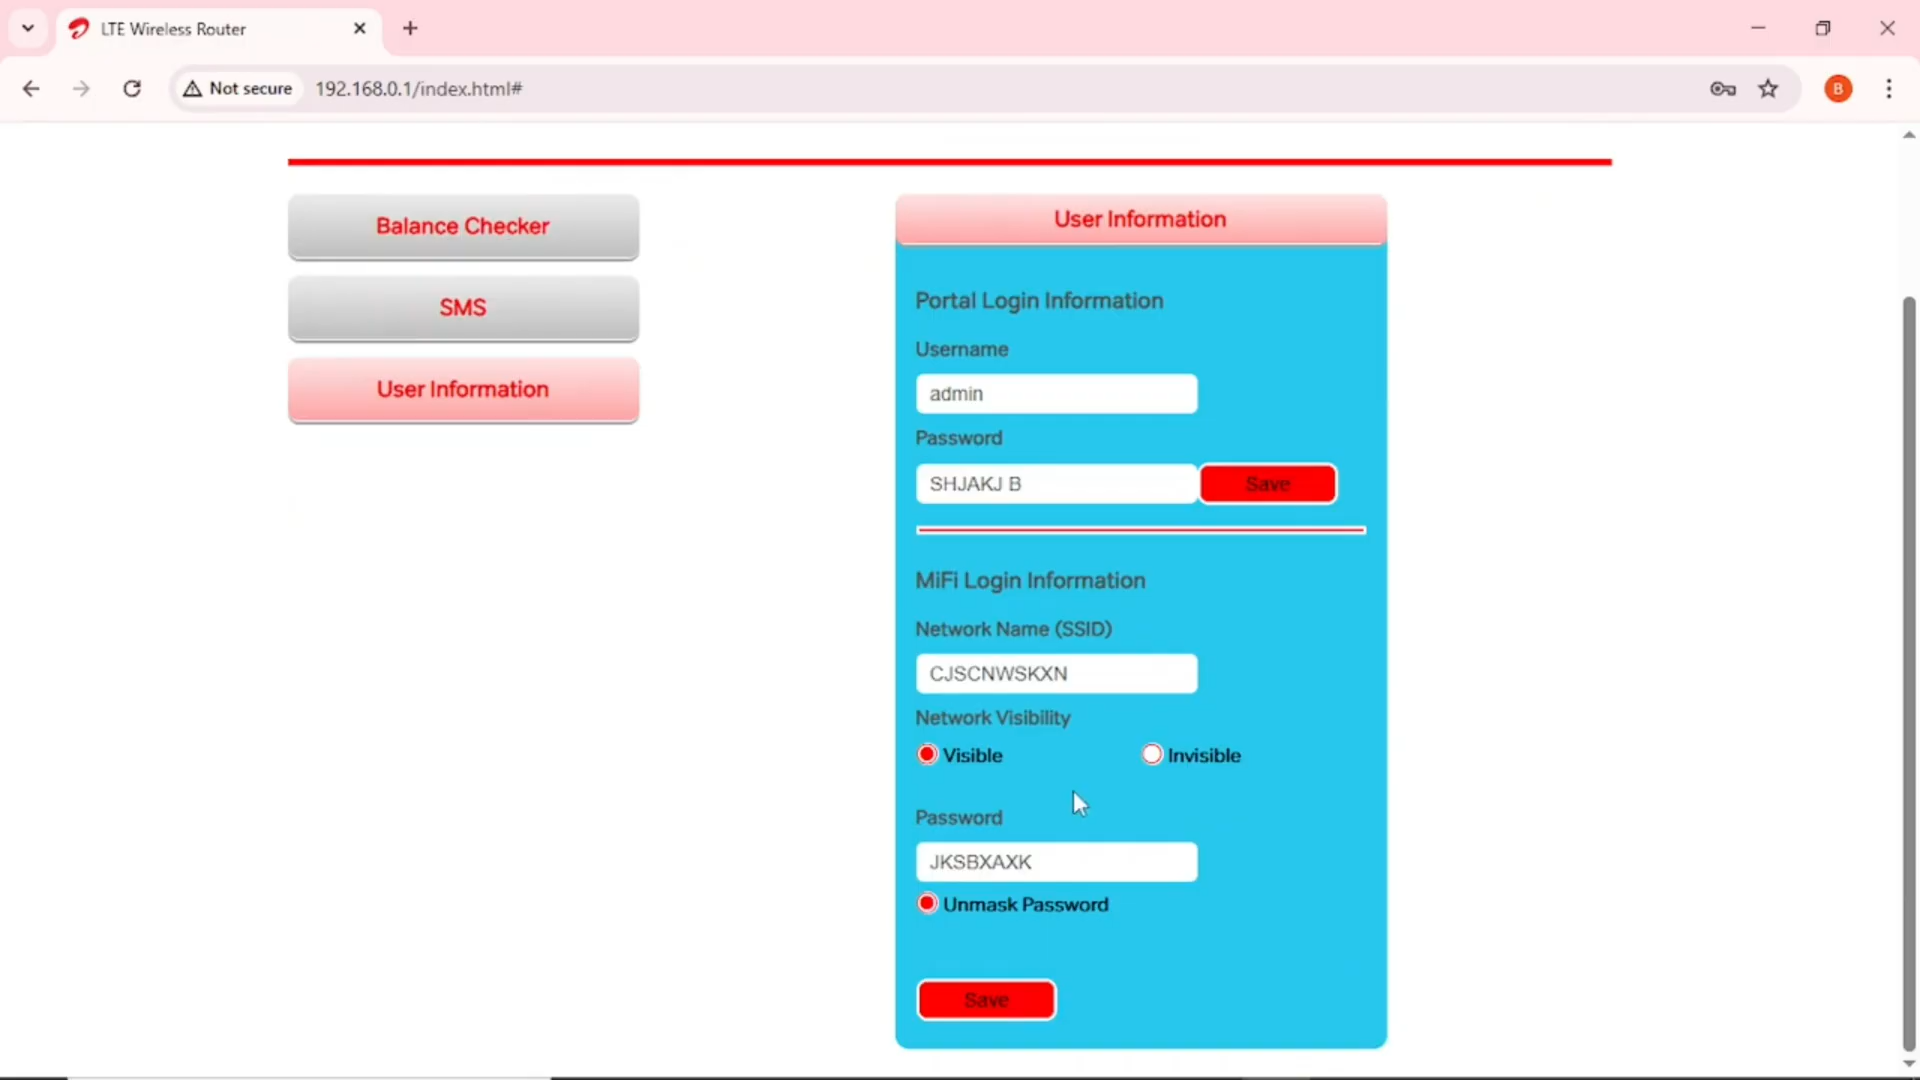 LTE Wireless Router
Not secure
192.168.0.1/index.html#
B
Balance Checker
SMS
User Information
User Information
Portal Login Information
Username
admin
Password
SHJAKJ B
Save
MiFi Login Information
Network Name (SSID)
CJSCNWSKXN
Network Visibility
Visible
Invisible
Password
JKSBXAXK
Unmask Password
Save